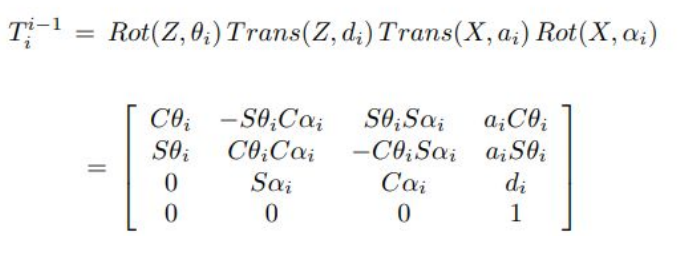 T_i^{i-1} = Rot(Z, θ_i) Trans(Z, d_i) Trans(X, a_i) Rot(X, α_i)
= [ Cθ_i −Sθ_iCα_i Sθ_iSα_i a_iCθ_i
Sθ_i Cθ_iCα_i −Cθ_iSα_i a_iSθ_i
0 Sα_i Cα_i d_i
0 0 0 1 ]